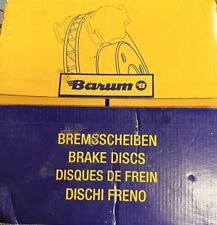 Barum
BREMSSCHEIBEN
BRAKE DISCS
DISQUES DE FREIN
DISCHI FRENO